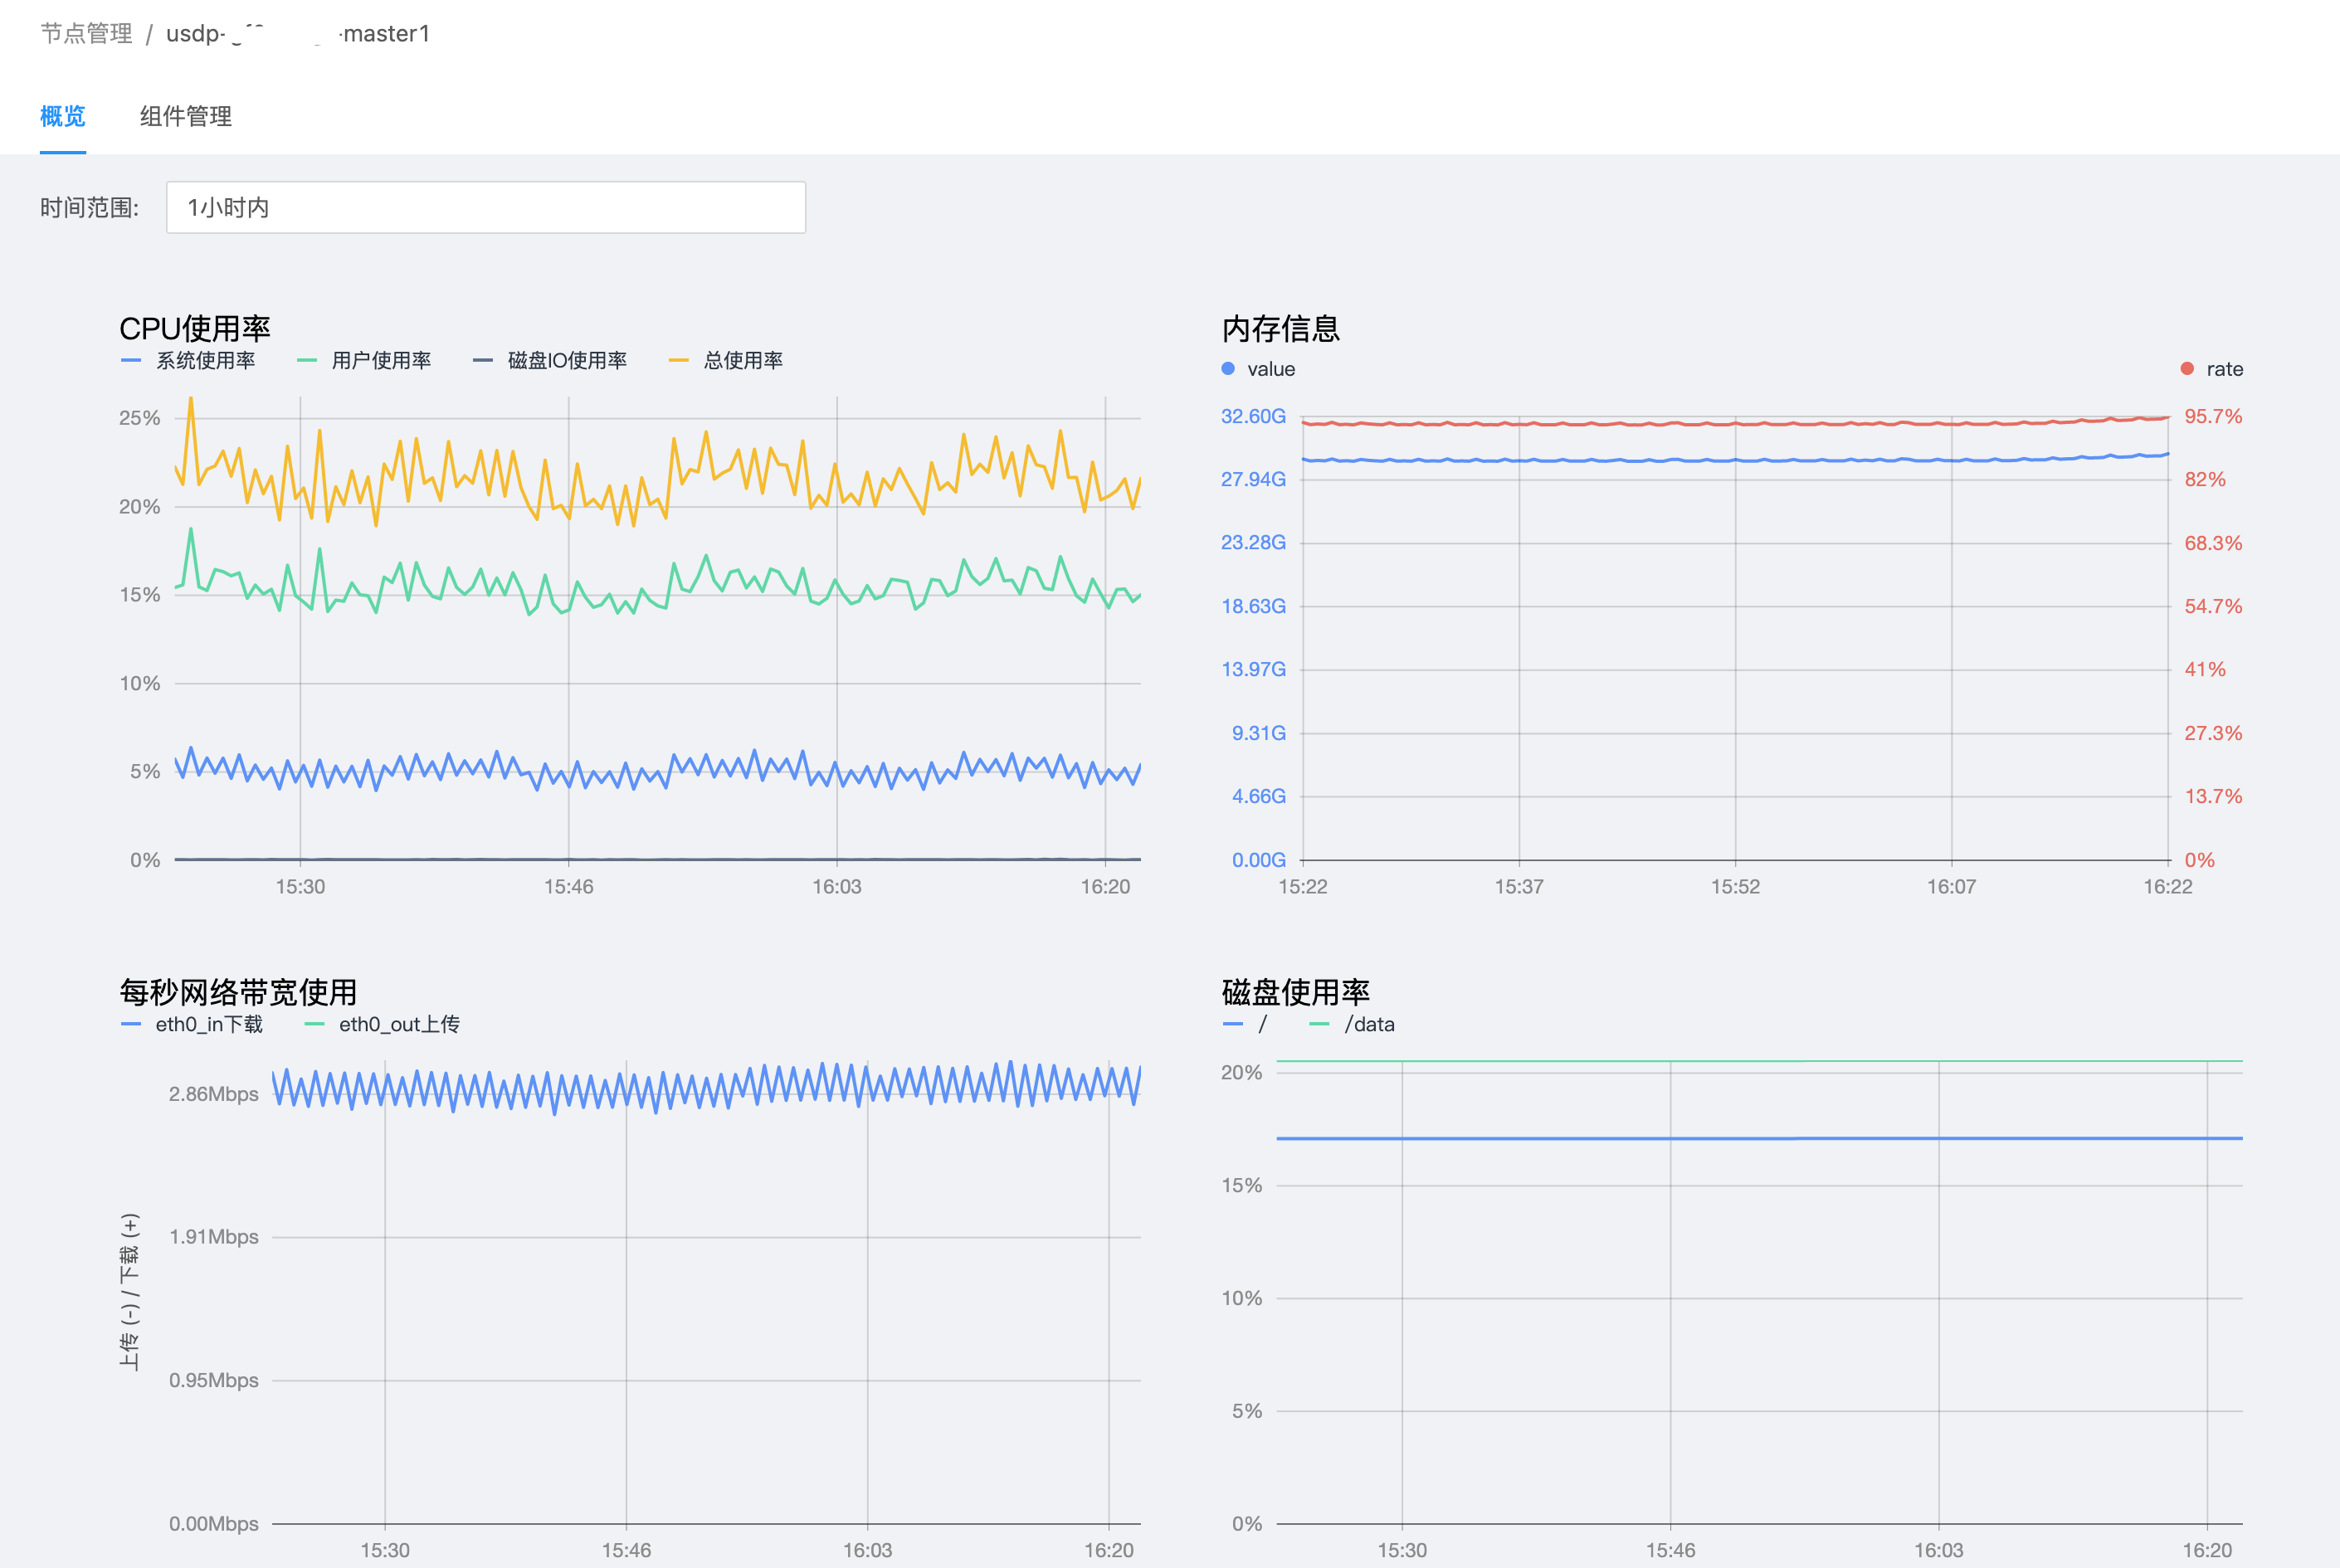 节点管理 / usdp- -master1
概览 组件管理
时间范围: 1小时内
CPU使用率
系统使用率 用户使用率 磁盘IO使用率 总使用率
25%
20%
15%
10%
5%
0%
15:30 15:46 16:03 16:20
内存信息
value rate
32.60G 95.7%
27.94G 82%
23.28G 68.3%
18.63G 54.7%
13.97G 41%
9.31G 27.3%
4.66G 13.7%
0.00G 0%
15:22 15:37 15:52 16:07 16:22
每秒网络带宽使用
eth0_in下载 eth0_out上传
上传 (-) / 下载 (+)
2.86Mbps
1.91Mbps
0.95Mbps
0.00Mbps
15:30 15:46 16:03 16:20
磁盘使用率
/ /data
20%
15%
10%
5%
0%
15:30 15:46 16:03 16:20